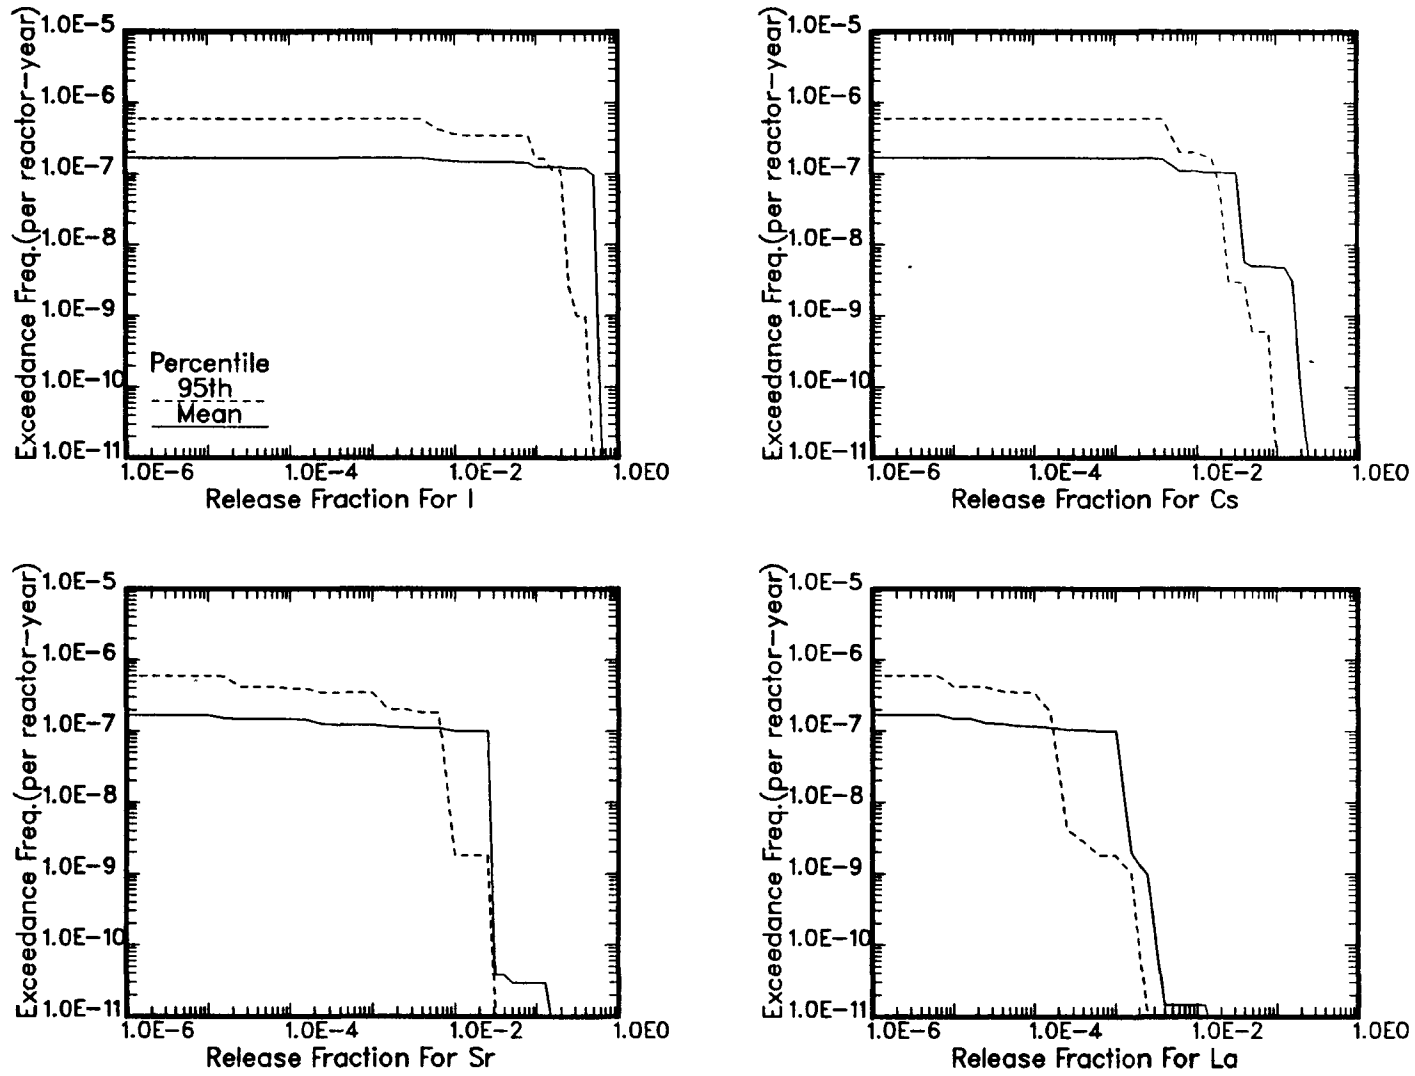 Exceedance Freq.(per reactor-year)
1.0E-5
1.0E-6
1.0E-7
1.0E-8
1.0E-9
1.0E-10
1.0E-11
Percentile
95th
Mean
1.0E-6
1.0E-4
1.0E-2
1.0E0
Release Fraction For I
Exceedance Freq.(per reactor-year)
1.0E-5
1.0E-6
1.0E-7
1.0E-8
1.0E-9
1.0E-10
1.0E-11
1.0E-6
1.0E-4
1.0E-2
1.0E0
Release Fraction For Cs
Exceedance Freq.(per reactor-year)
1.0E-5
1.0E-6
1.0E-7
1.0E-8
1.0E-9
1.0E-10
1.0E-11
1.0E-6
1.0E-4
1.0E-2
1.0E0
Release Fraction For Sr
Exceedance Freq.(per reactor-year)
1.0E-5
1.0E-6
1.0E-7
1.0E-8
1.0E-9
1.0E-10
1.0E-11
1.0E-6
1.0E-4
1.0E-2
1.0E0
Release Fraction For La